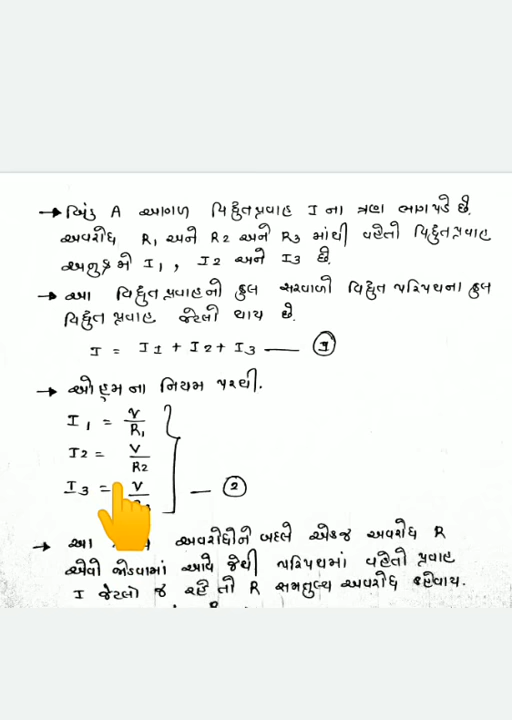 → બિંદુ A આગળ વિદ્યુતપ્રવાહ I ના ત્રણ ભાગ પડે છે.
અવરોધ R1 અને R2 અને R3 માંથી વહેતો વિદ્યુતપ્રવાહ
અનુક્રમે I1, I2 અને I3 છે.
→ આ વિદ્યુતપ્રવાહનો કુલ સરવાળો વિદ્યુત પરિપથના કુલ
વિદ્યુત પ્રવાહ જેટલો થાય છે.
I = I1 + I2 + I3 — 1
→ ઓહ્મ ના નિયમ પરથી.
I1 = V/R1
I2 = V/R2
I3 = V — 2
→ આ અવરોધોને બદલે એકજ અવરોધ R
એવો જોડવામાં આવે જેથી પરિપથમાં વહેતો પ્રવાહ
I જેટલો જ રહે તો R સમતુલ્ય અવરોધ કહેવાય.